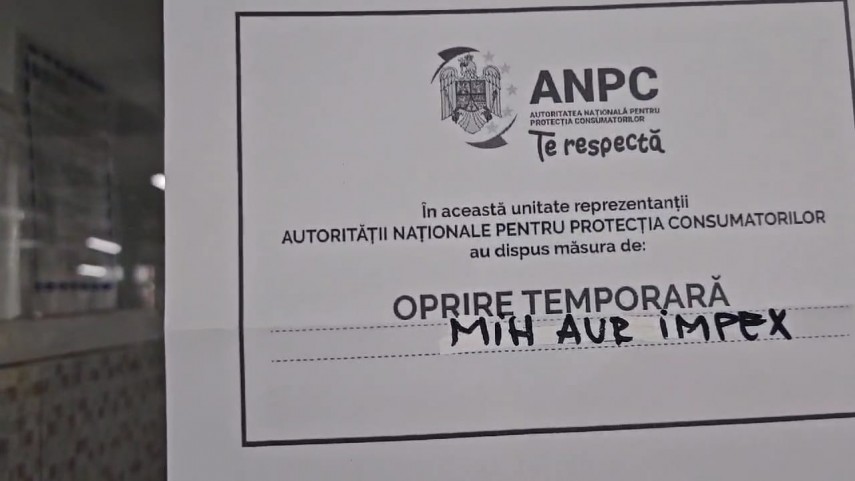 ANPC
AUTORITATEA NAȚIONALĂ PENTRU
PROTECȚIA CONSUMATORILOR
Te respectă
În această unitate reprezentanții
AUTORITĂȚII NAȚIONALE PENTRU PROTECȚIA CONSUMATORILOR
au dispus măsura de:
OPRIRE TEMPORARĂ
MIH AUR IMPEX